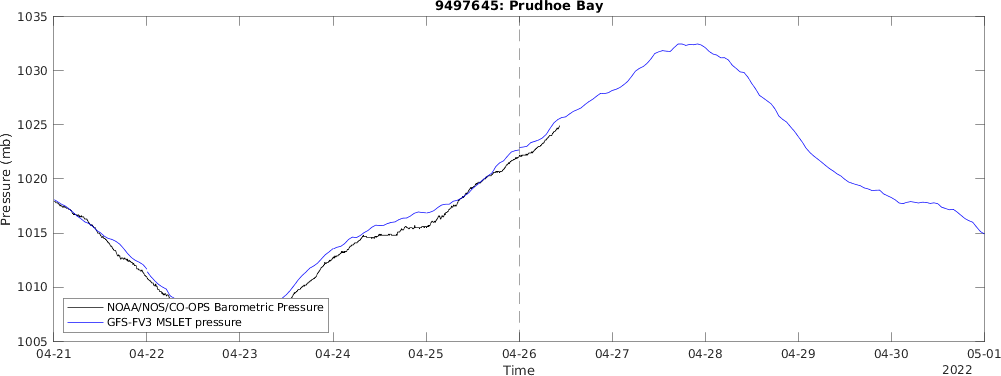 9497645: Prudhoe Bay
Pressure (mb)
1035
1030
1025
1020
1015
1010
1005
NOAA/NOS/CO-OPS Barometric Pressure
GFS-FV3 MSLET pressure
04-21 04-22 04-23 04-24 04-25 04-26 04-27 04-28 04-29 04-30 05-01
Time
2022